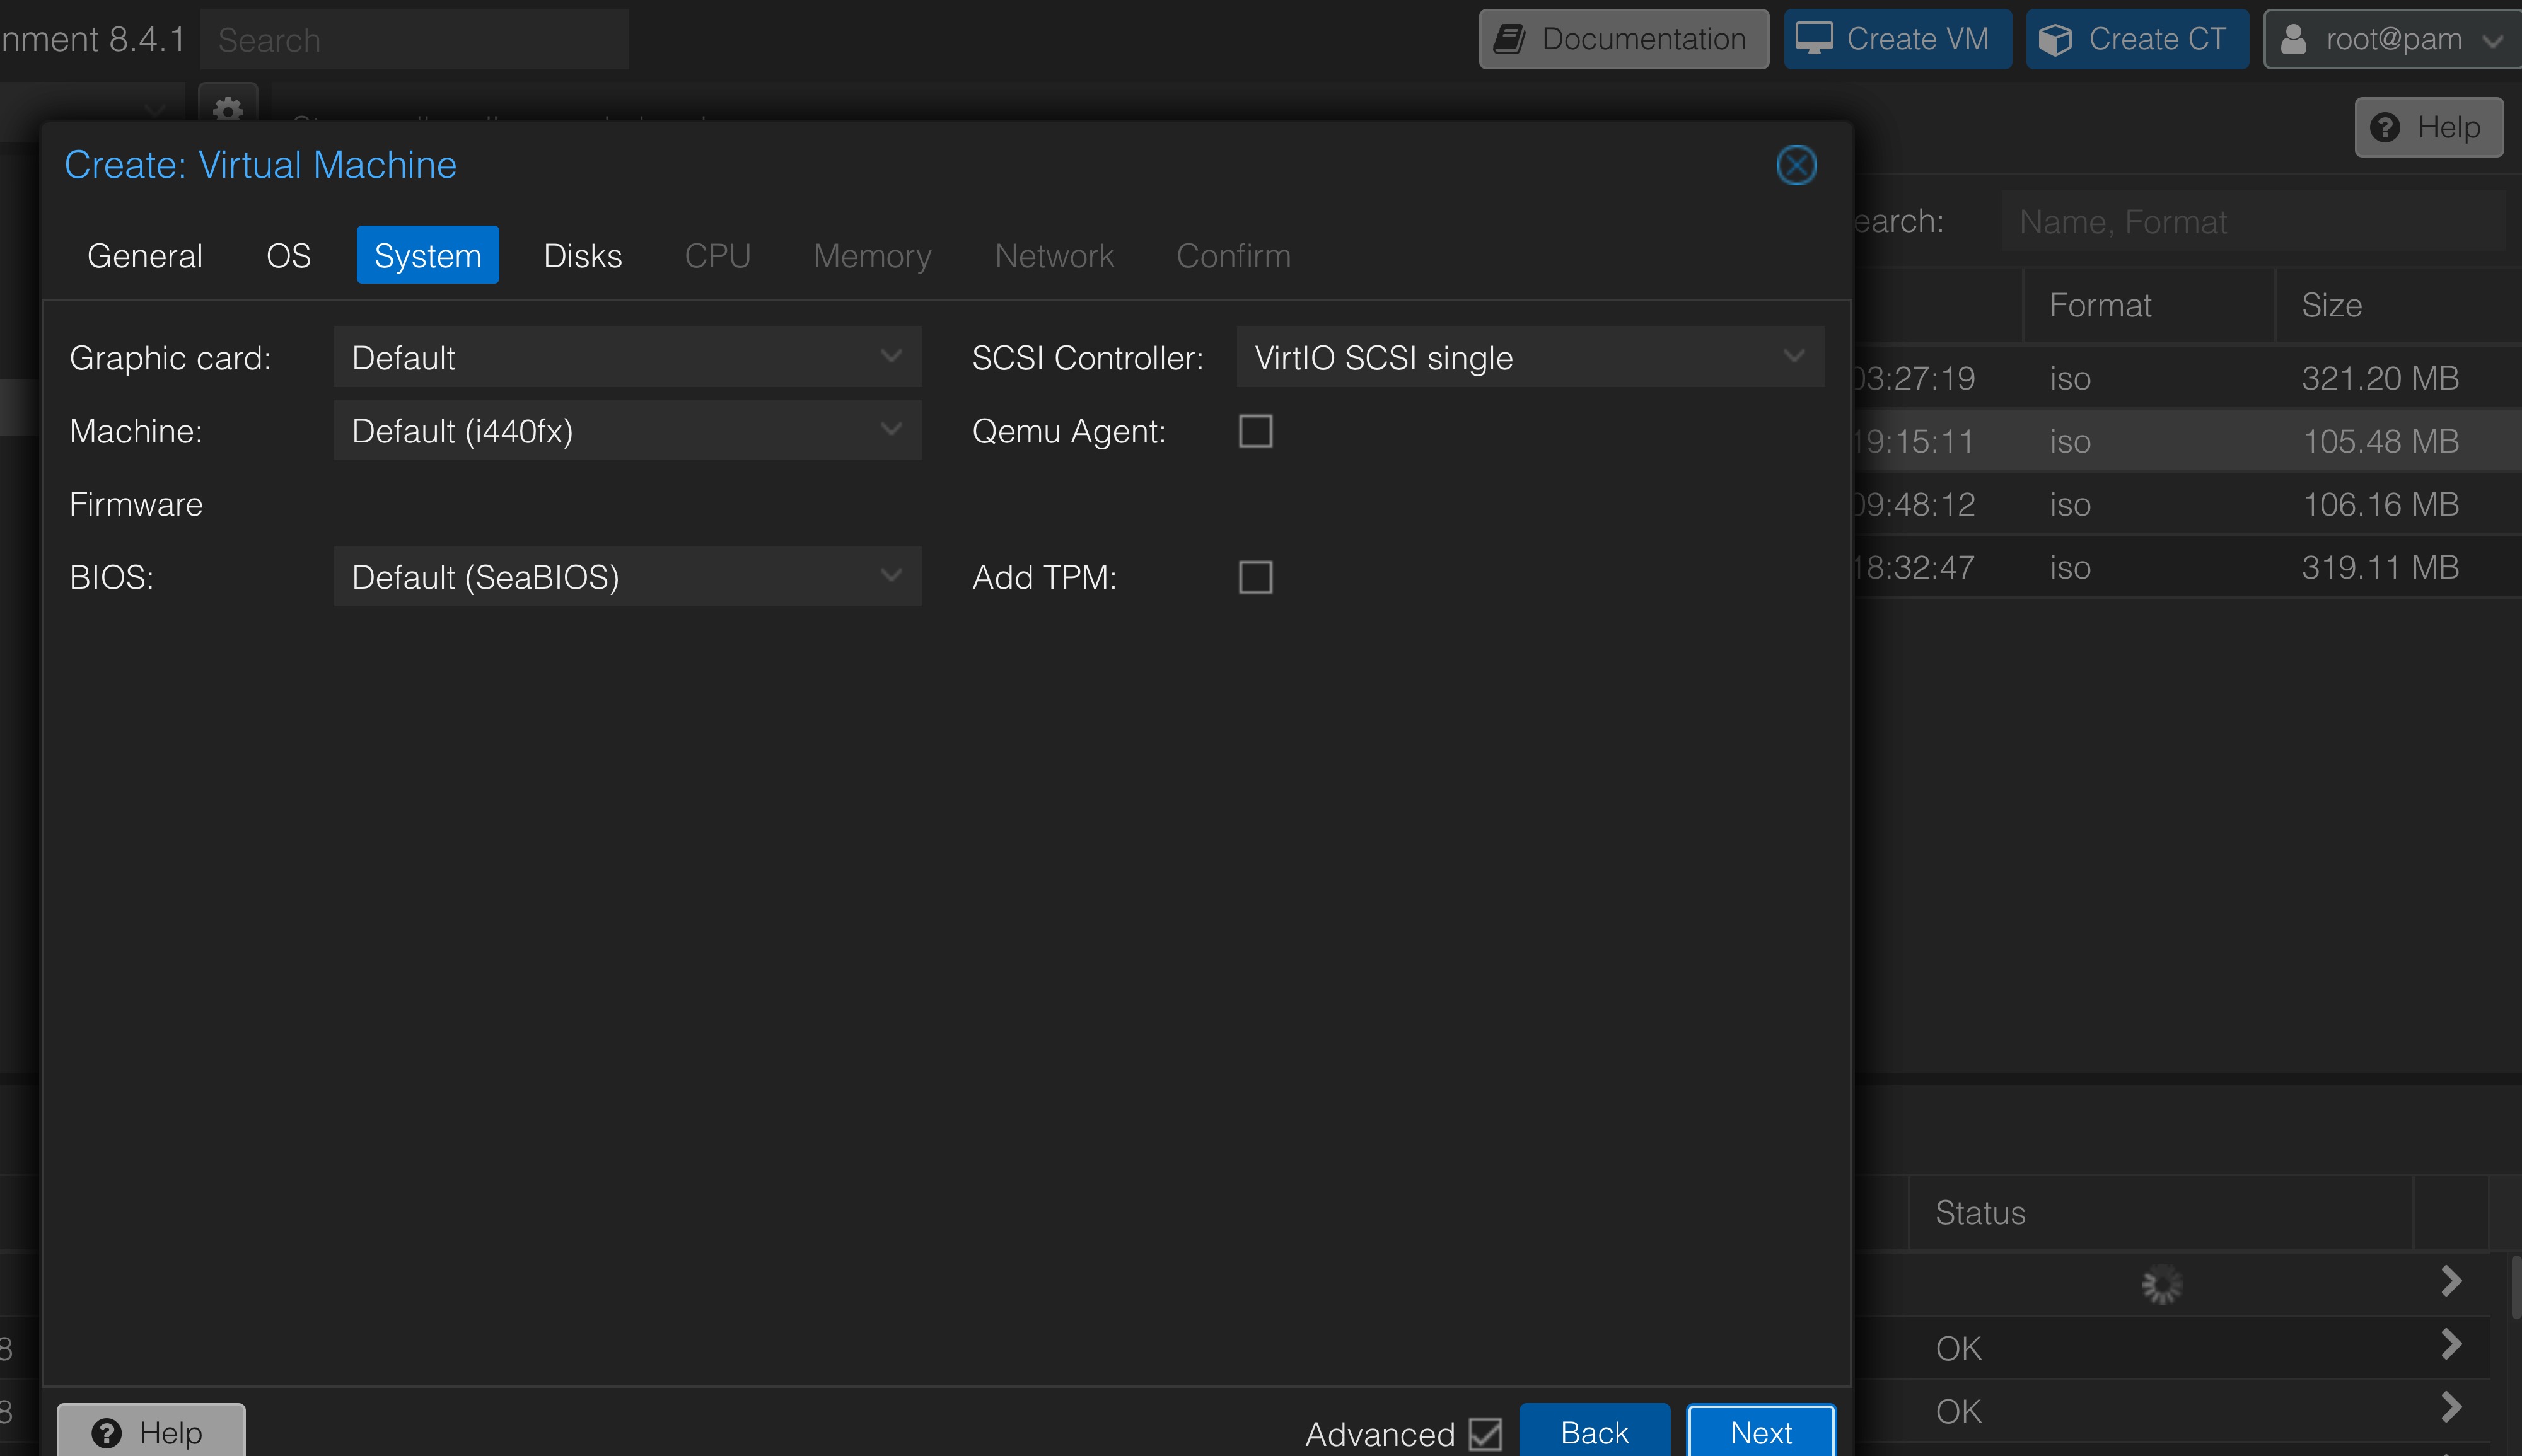 nment 8.4.1 Search Documentation Create VM Create CT root@pam
Help
Create: Virtual Machine
General OS System Disks CPU Memory Network Confirm
earch: Name, Format
Format Size
Graphic card: Default SCSI Controller: VirtIO SCSI single
03:27:19 iso 321.20 MB
Machine: Default (i440fx) Qemu Agent:
19:15:11 iso 105.48 MB
Firmware
09:48:12 iso 106.16 MB
BIOS: Default (SeaBIOS) Add TPM:
18:32:47 iso 319.11 MB
Status
8 OK
8 OK
Help Advanced Back Next